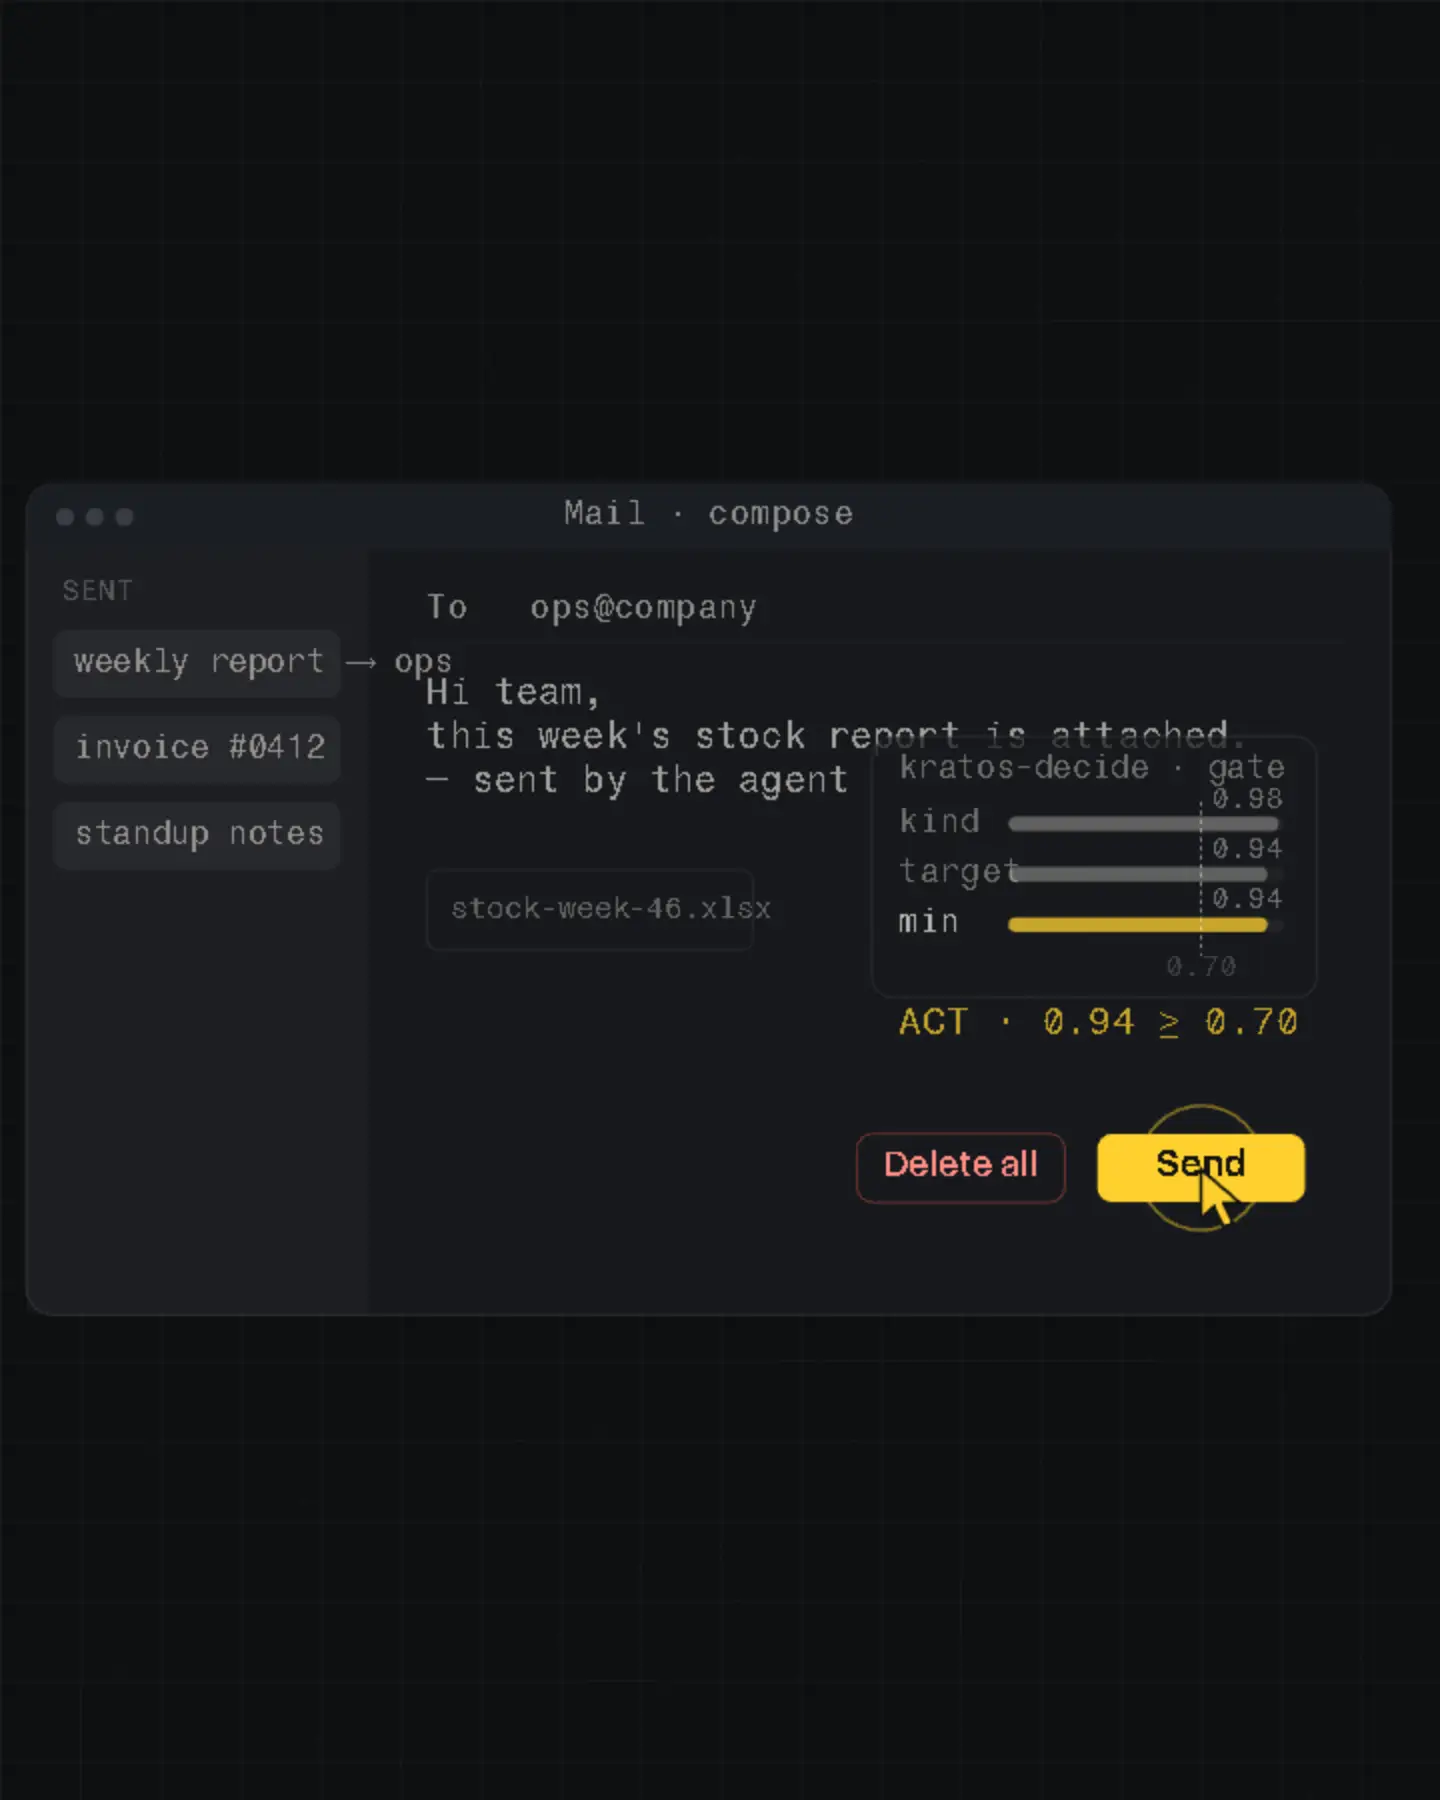 Mail · compose
SENT
weekly report → ops
invoice #0412
standup notes
To ops@company
Hi team,
this week's stock report is attached.
— sent by the agent
stock-week-46.xlsx
kratos-decide · gate
kind 0.98
target 0.94
min 0.94
0.70
ACT · 0.94 ≥ 0.70
Delete all
Send